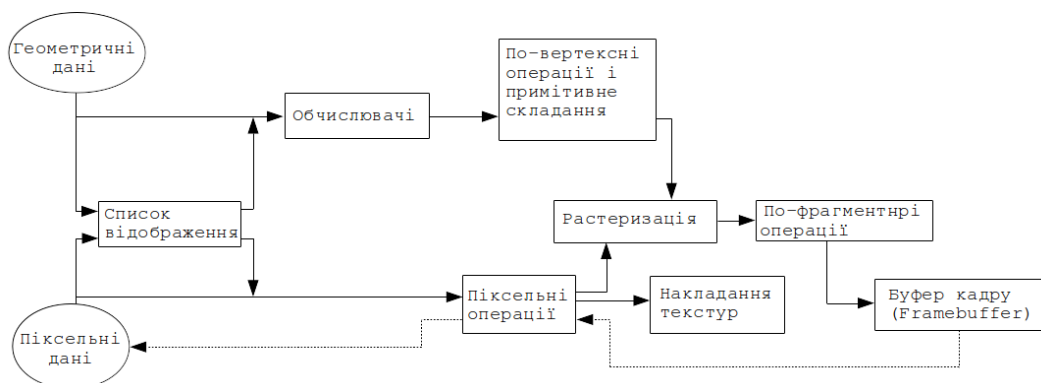 Геометричні
дані
По-вертексні
операції і
примітивне
складання
Обчислювачі
Список
відображення
Растеризація
По-фрагментнрі
операції
Піксельні
операції
Накладання
текстур
Буфер кадру
(Framebuffer)
Піксельні
дані